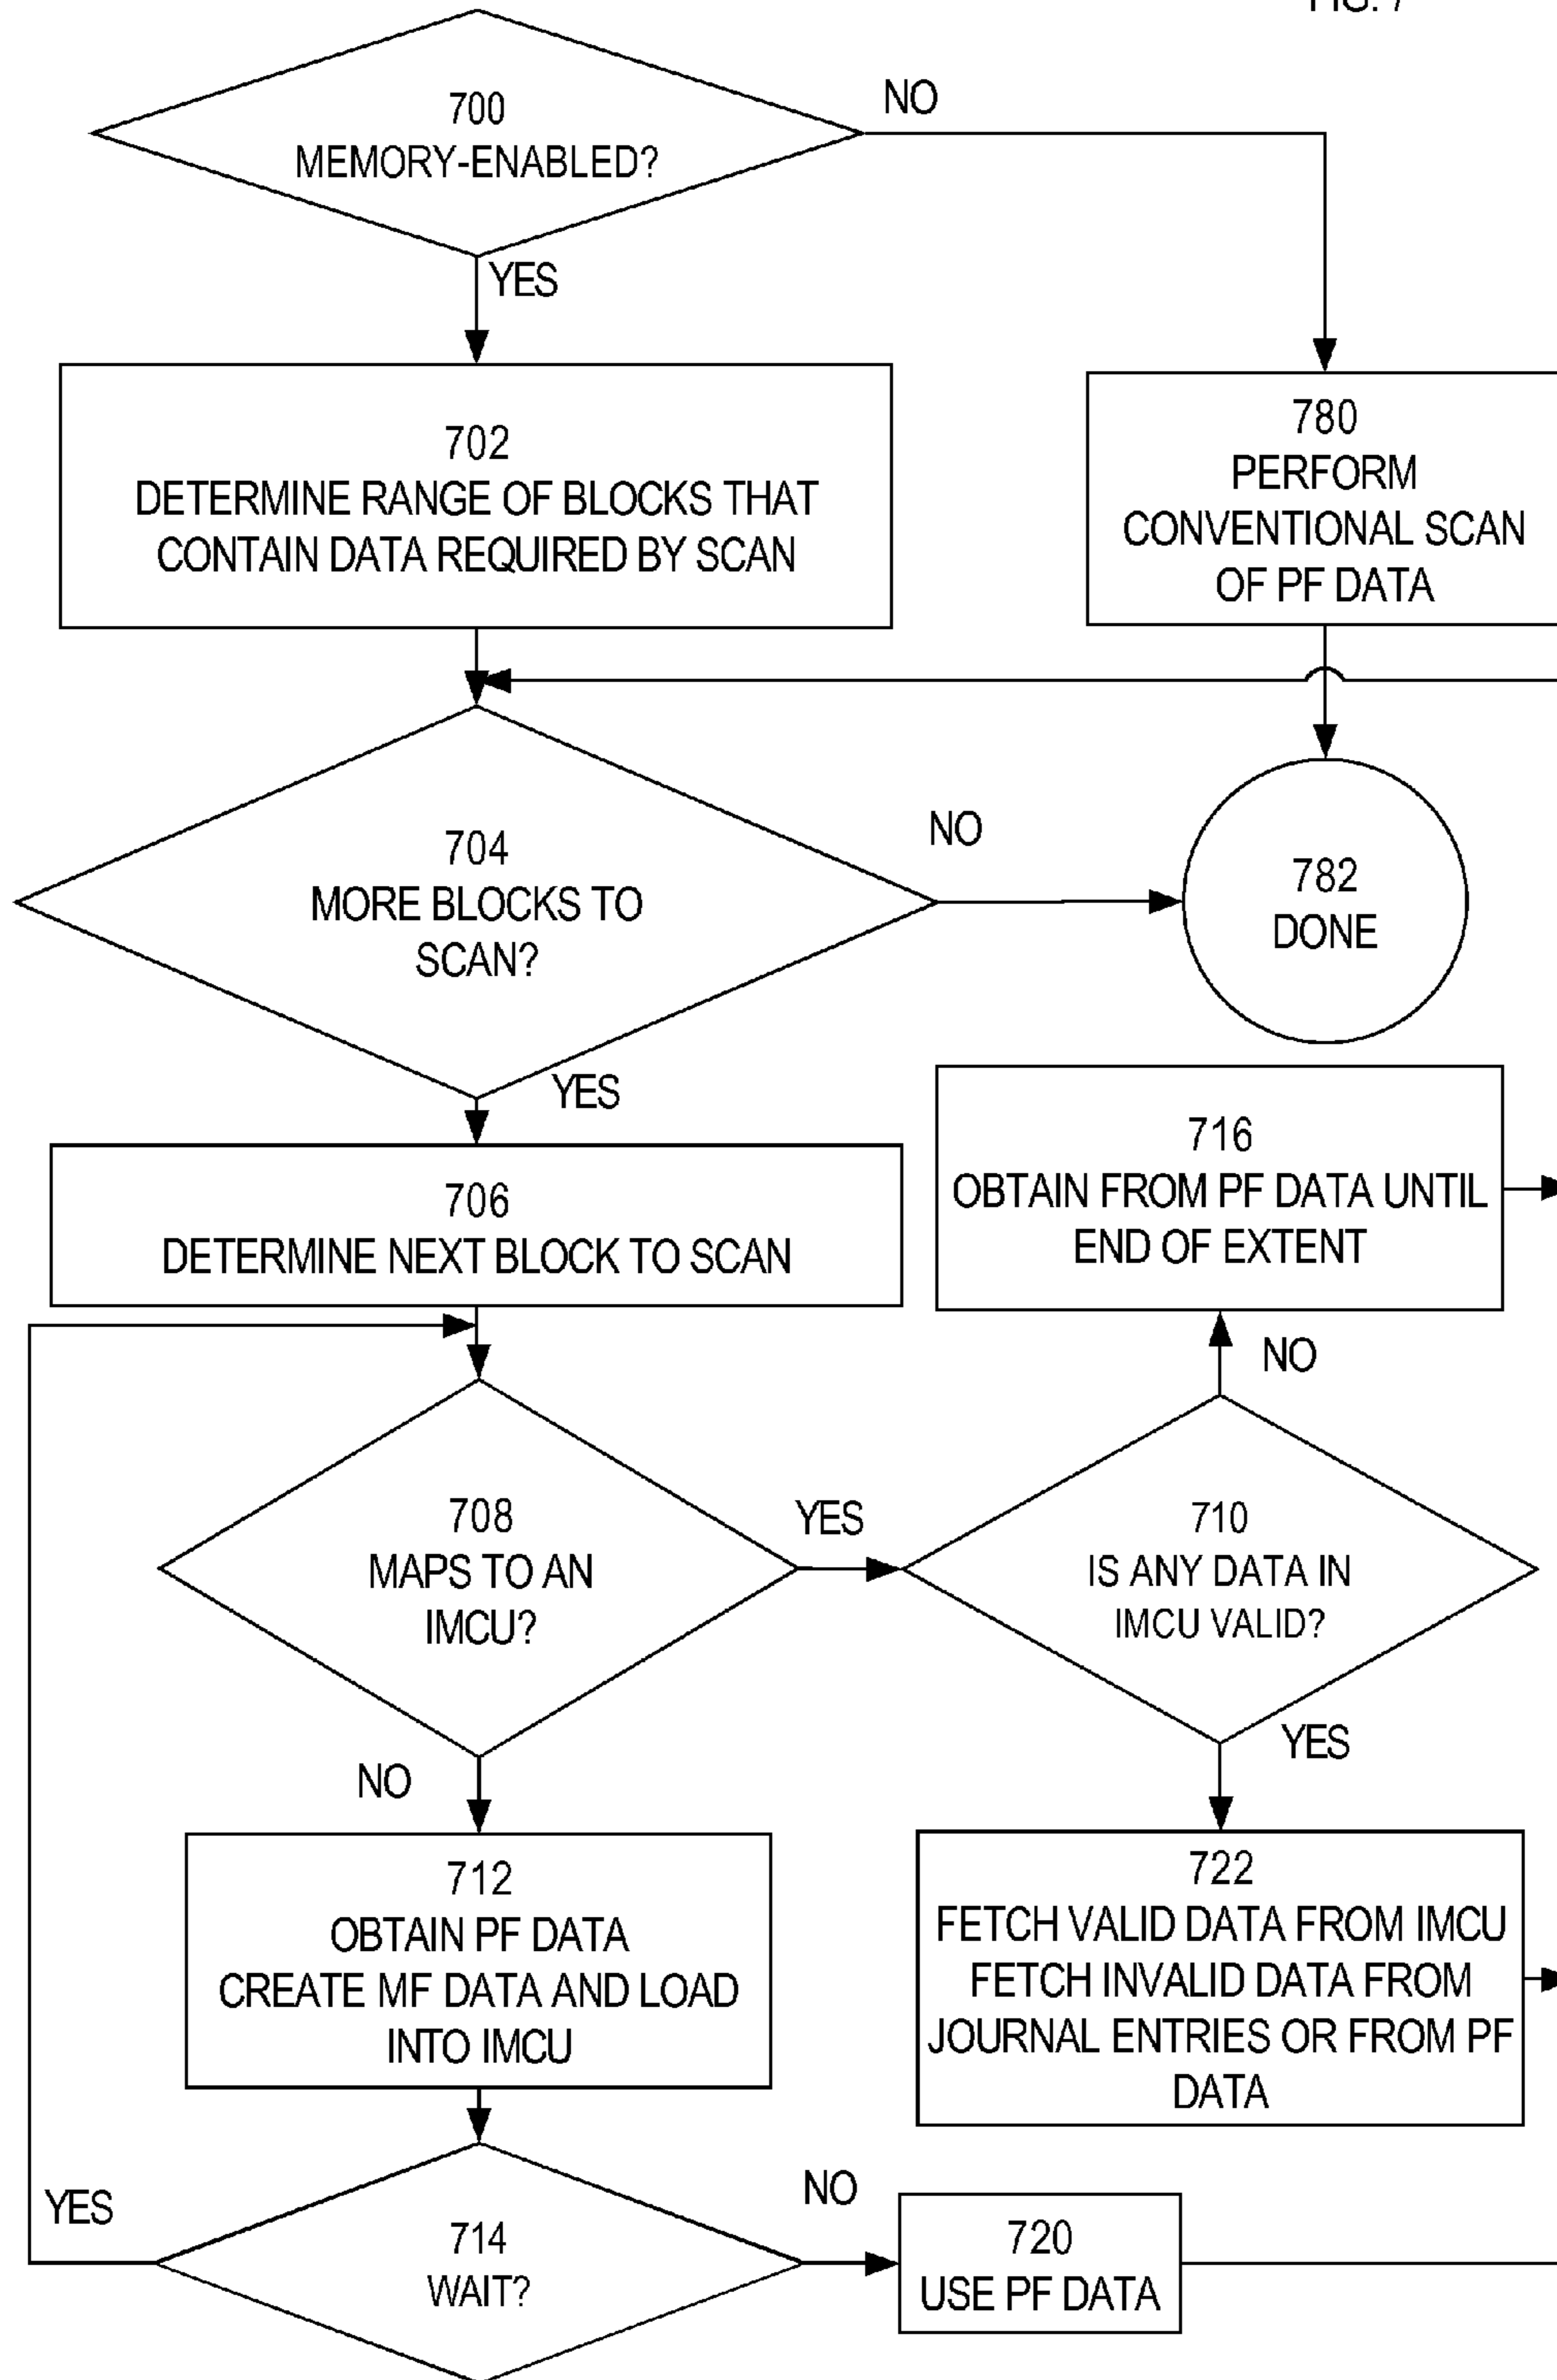 FIG. 7
700
MEMORY-ENABLED?
NO
YES
702
DETERMINE RANGE OF BLOCKS THAT
CONTAIN DATA REQUIRED BY SCAN
780
PERFORM
CONVENTIONAL SCAN
OF PF DATA
704
MORE BLOCKS TO
SCAN?
NO
782
DONE
YES
706
DETERMINE NEXT BLOCK TO SCAN
716
OBTAIN FROM PF DATA UNTIL
END OF EXTENT
NO
708
MAPS TO AN
IMCU?
YES
710
IS ANY DATA IN
IMCU VALID?
YES
NO
712
OBTAIN PF DATA
CREATE MF DATA AND LOAD
INTO IMCU
722
FETCH VALID DATA FROM IMCU
FETCH INVALID DATA FROM
JOURNAL ENTRIES OR FROM PF
DATA
YES
714
WAIT?
NO
720
USE PF DATA